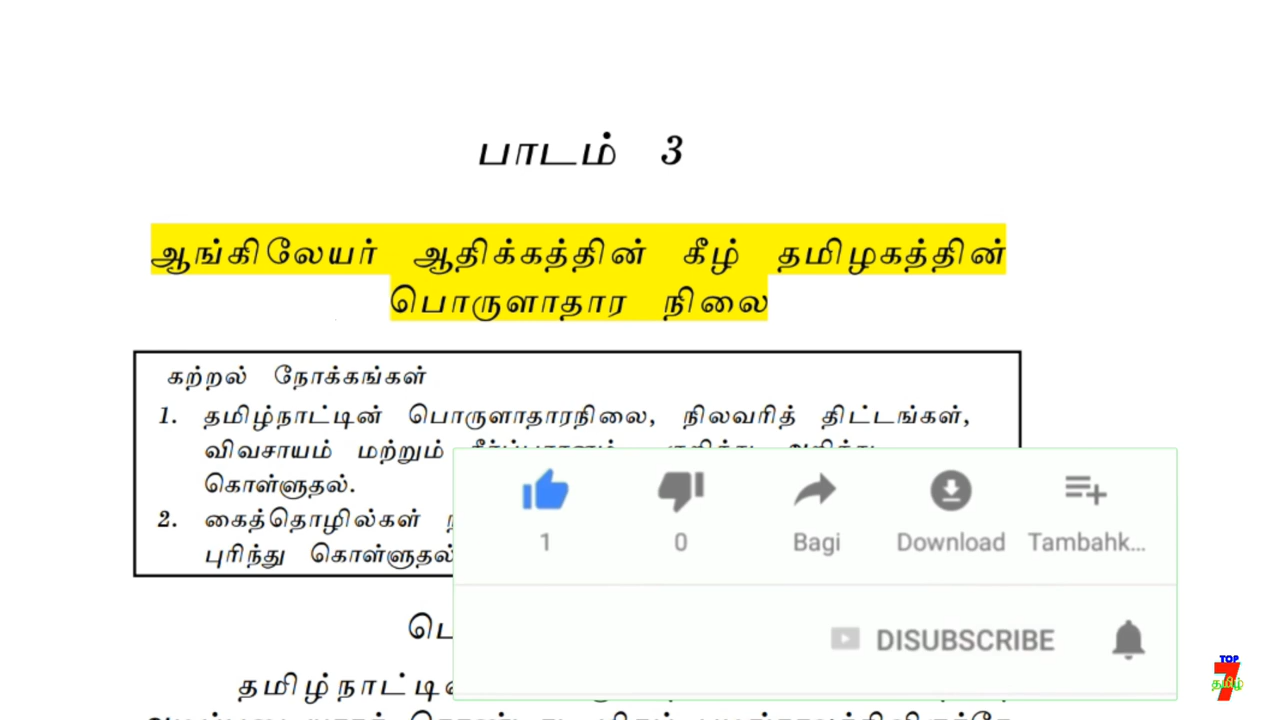 பாடம் 3
ஆங்கிலேயர் ஆதிக்கத்தின் கீழ் தமிழகத்தின்
பொருளாதார நிலை
கற்றல் நோக்கங்கள்
1. தமிழ்நாட்டின் பொருளாதாரநிலை, நிலவரித் திட்டங்கள்,
விவசாயம் மற்றும்
கொள்ளுதல்.
2. கைத்தொழில்கள்
புரிந்து கொள்ளுதல்
1 0 Bagi Download Tambahk...
DISUBSCRIBE
TOP
7
தமிழ்